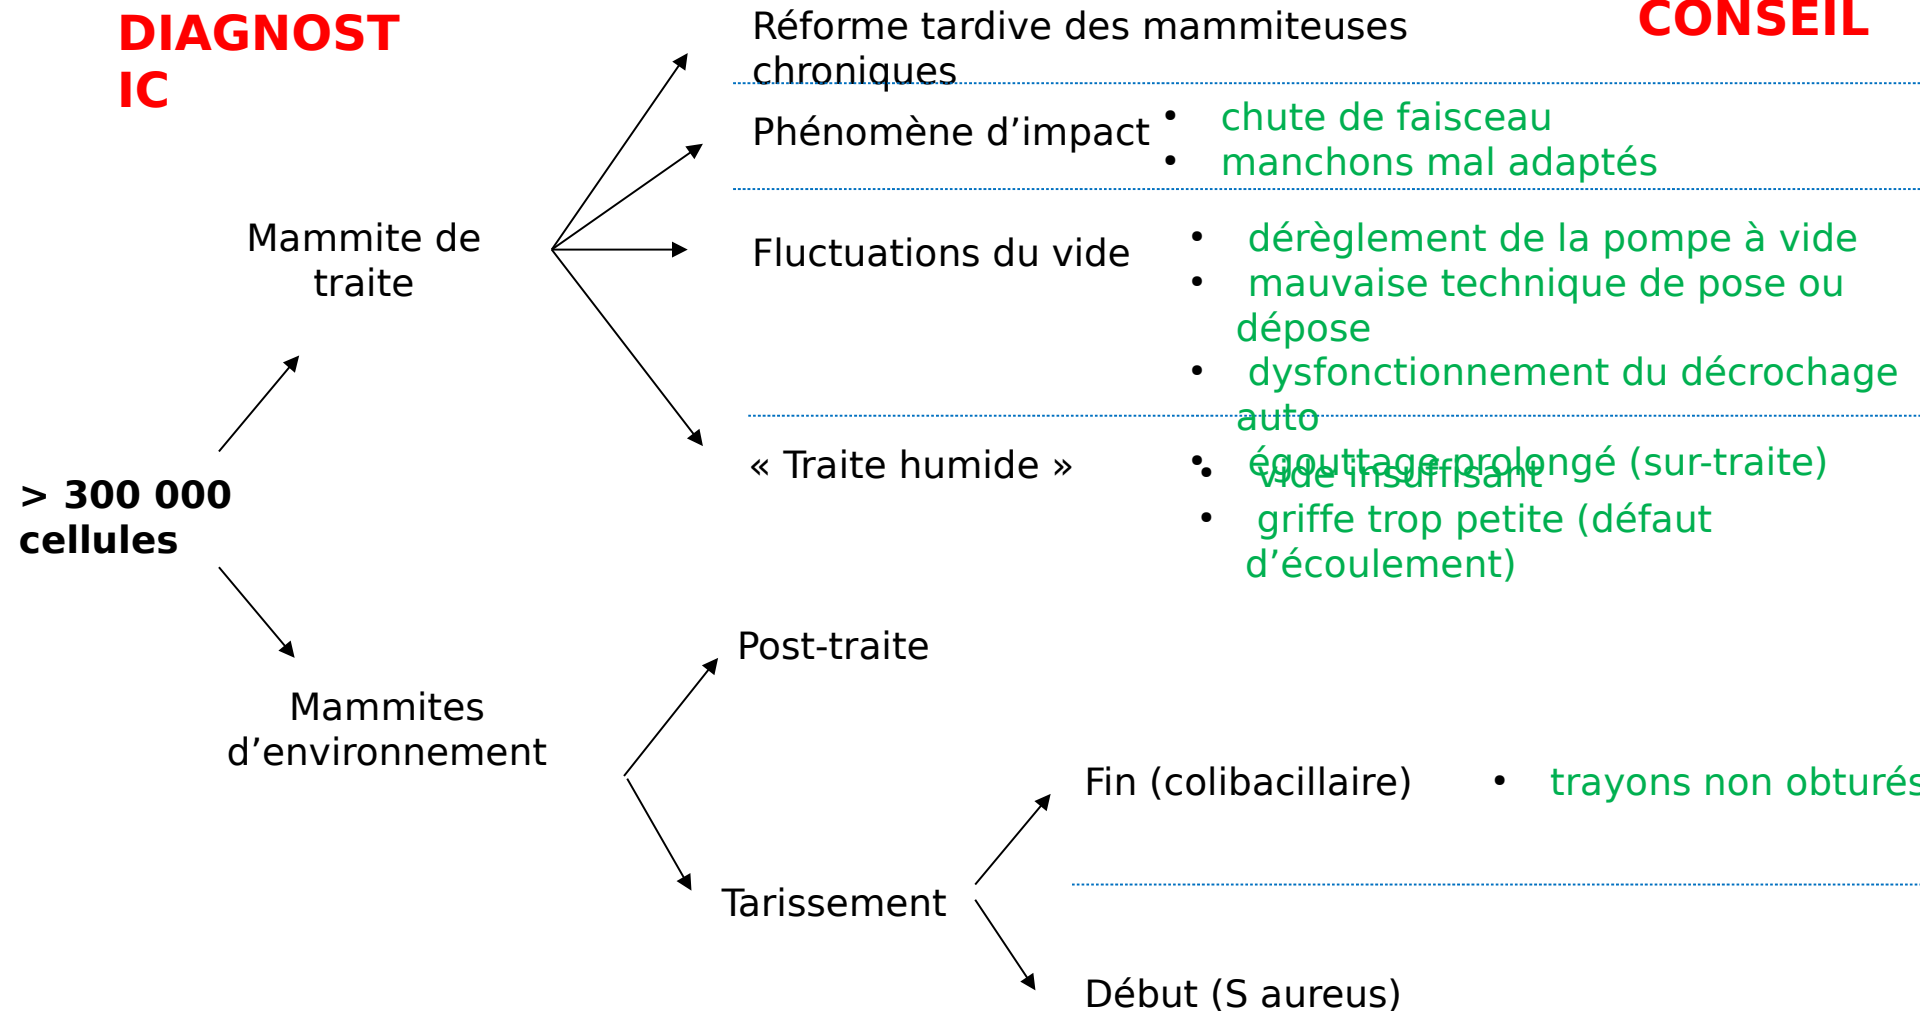 DIAGNOST
IC
CONSEIL
Réforme tardive des mammiteuses
chroniques
Phénomène d’impact
• chute de faisceau
• manchons mal adaptés
Mammite de
traite
Fluctuations du vide
• dérèglement de la pompe à vide
• mauvaise technique de pose ou
dépose
• dysfonctionnement du décrochage
auto
• égouttage prolongé (sur-traite)
« Traite humide »
• vide insuffisant
• griffe trop petite (défaut
d’écoulement)
> 300 000
cellules
Mammites
d’environnement
Post-traite
Tarissement
Fin (colibacillaire)
• trayons non obturés
Début (S aureus)